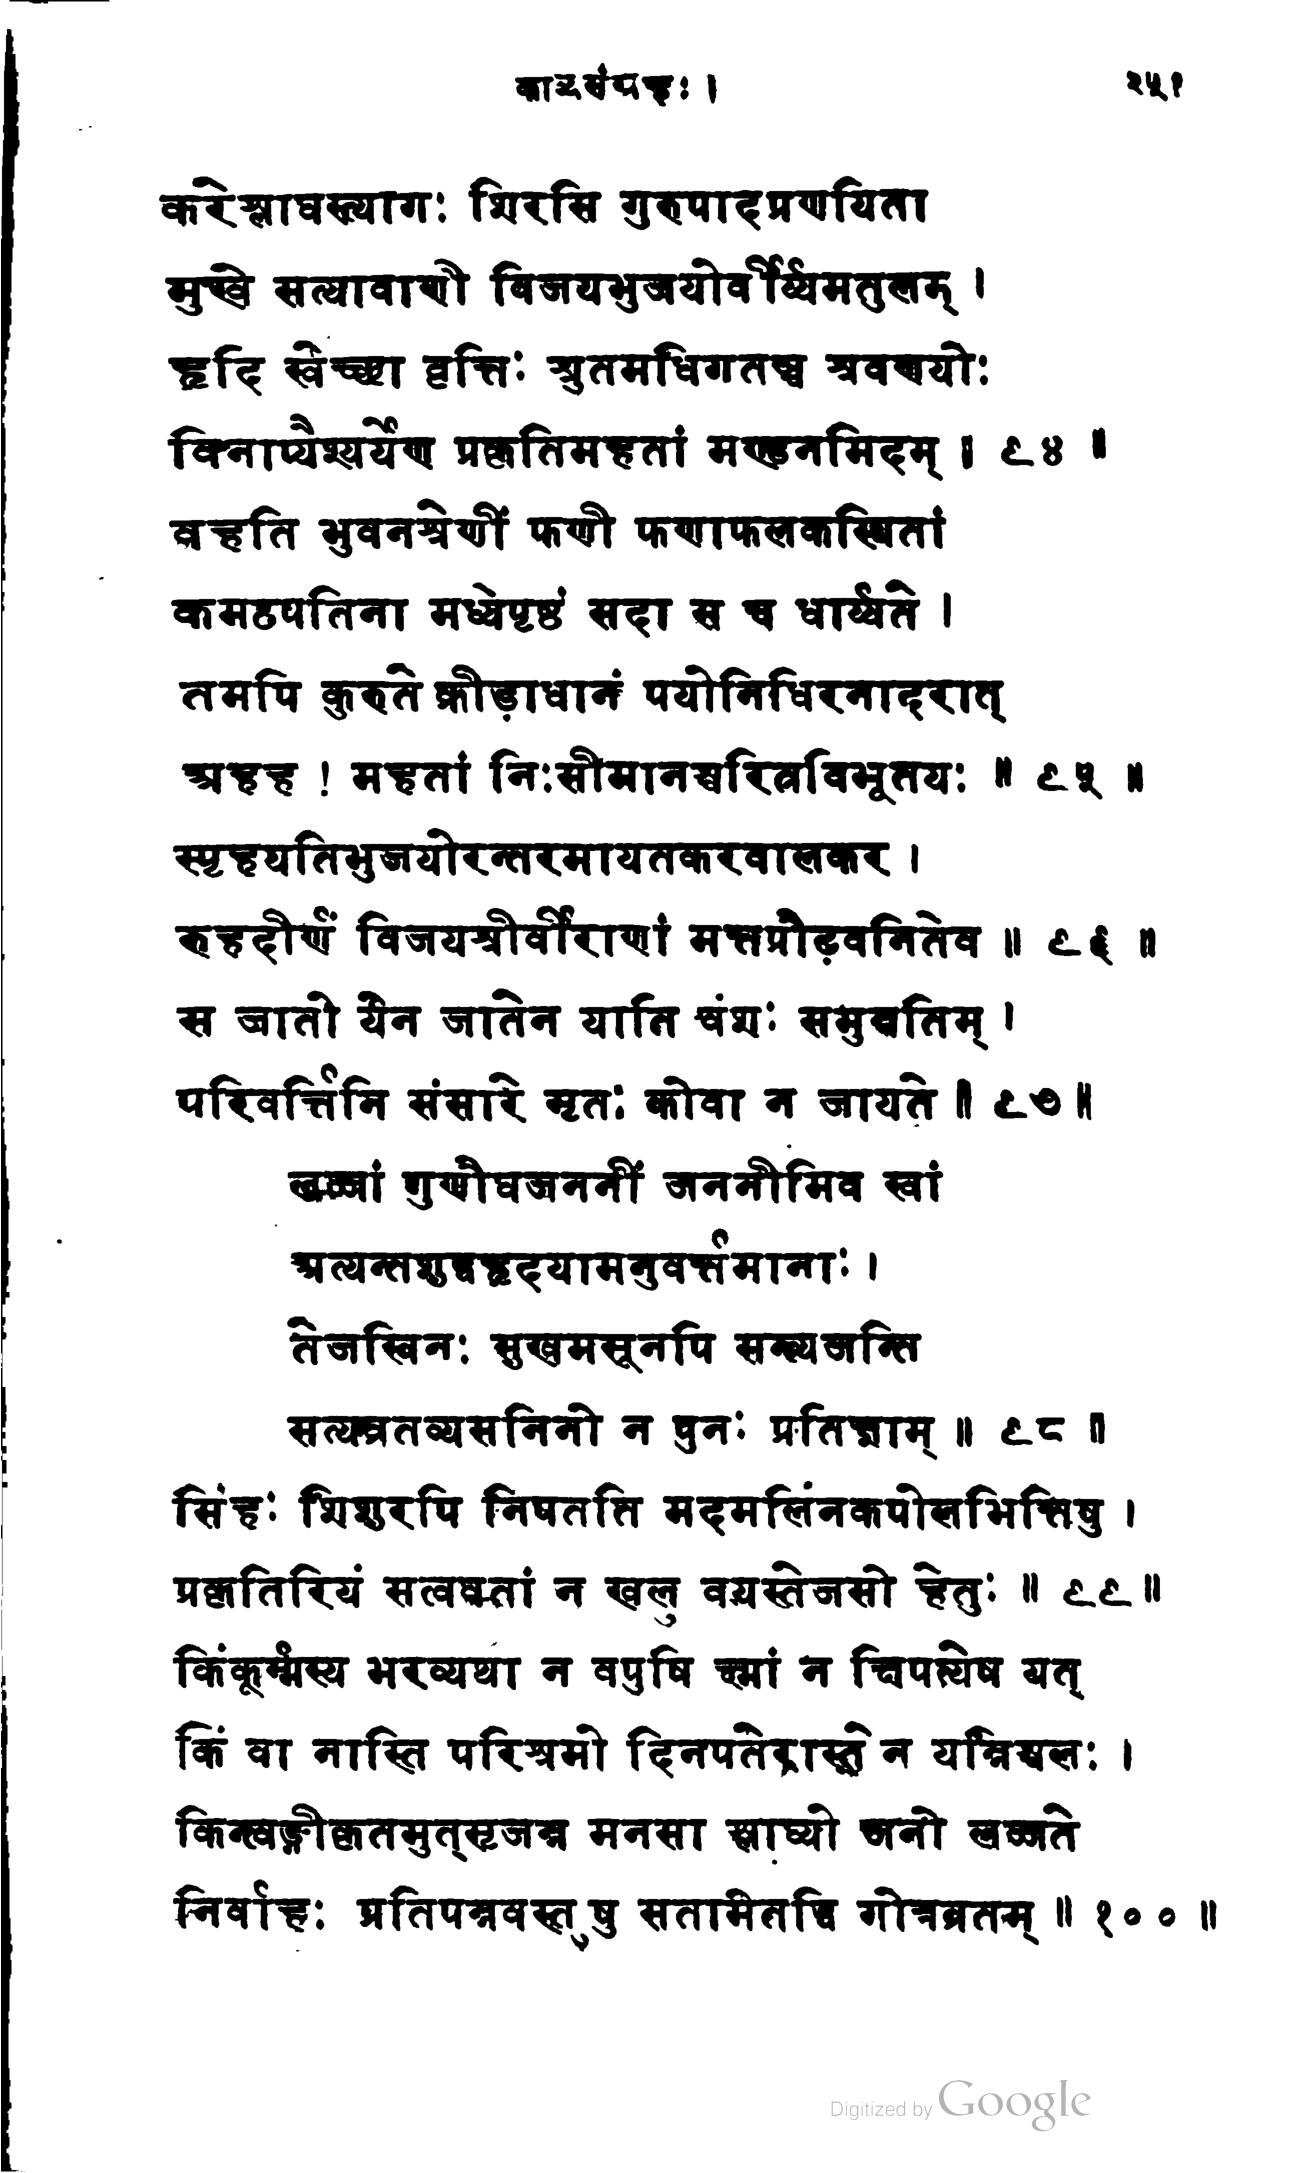 काव्यसंग्रहः । २५१
करेश्लाघस्त्यागः शिरसि गुरुपादप्रणयिता
मुखे सत्यावाणी विजयभुजयोर्वीर्य्यमतुलम् ।
हृदि स्वेच्छा वृत्तिः श्रुतमधिगतञ्च श्रवणयोः
विनाप्यैश्वर्येण प्रकृतिमहतां मण्डनमिदम् ॥ ९४ ॥
वहति भुवनश्रेणीं फणी फणाफलकस्थितां
कमठपतिना मध्येपृष्ठं सदा स च धार्य्यते ।
तमपि कुरुते क्रीड़ाधानं पयोनिधिरनादरात्
अहह ! महतां निःसीमानश्चरित्रविभूतयः ॥ ९५ ॥
स्पृहयतिभुजयोरन्तरमायतकरवालकर ।
रुहदीर्णं विजयश्रीर्वीराणां मत्तप्रौढ़वनितेव ॥ ९६ ॥
स जातो येन जातेन याति वंशः समुन्नतिम् ।
परिवर्त्तिनि संसारे मृतः कोवा न जायते ॥ ९७ ॥
लज्जां गुणौघजननीं जननीमिव स्वां
अत्यन्तशुद्धहृदयामनुवर्त्तमानाः ।
तेजस्विनः सुखमसूनपि सन्त्यजन्ति
सत्यव्रतव्यसनिनो न पुनः प्रतिज्ञाम् ॥ ९८ ॥
सिंहः शिशुरपि निपतति मदमलिनकपोलभित्तिषु ।
प्रकृतिरियं सत्ववतां न खलु वयस्तेजसो हेतुः ॥ ९९ ॥
किंकूर्म्मस्य भरव्यथा न वपुषि क्ष्मां न क्षिपत्येष यत्
किं वा नास्ति परिश्रमो दिनपतेरास्ते न यन्निश्चलः ।
किन्त्वङ्गीकृतमुत्सृजन्न मनसा श्लाघ्यो जनो लज्जते
निर्वाहः प्रतिपन्नवस्तुषु सतामेतद्धि गोत्रव्रतम् ॥ १०० ॥
Digitized by Google